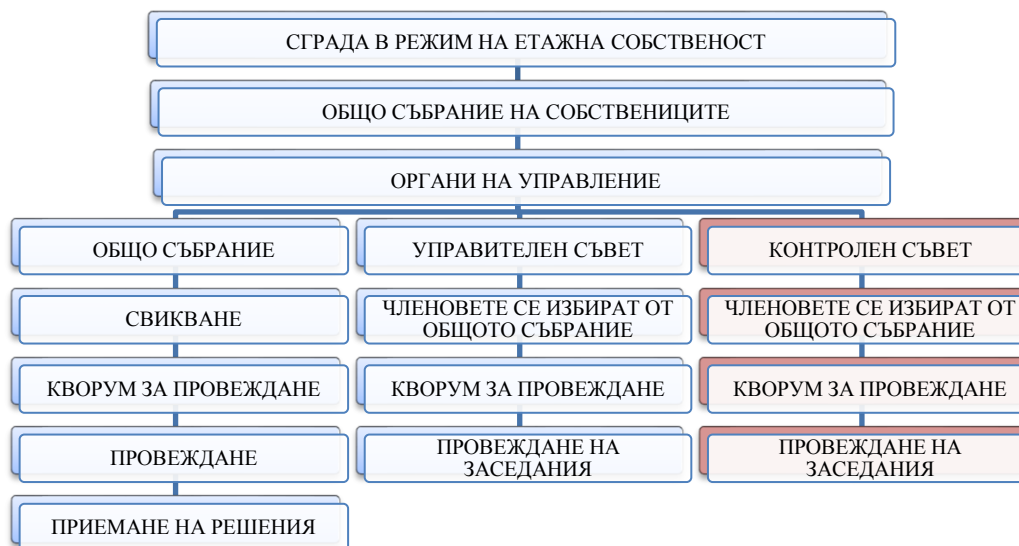 СГРАДА В РЕЖИМ НА ЕТАЖНА СОБСТВЕНОСТ
ОБЩО СЪБРАНИЕ НА СОБСТВЕНИЦИТЕ
ОРГАНИ НА УПРАВЛЕНИЕ
ОБЩО СЪБРАНИЕ
СВИКВАНЕ
КВОРУМ ЗА ПРОВЕЖДАНЕ
ПРОВЕЖДАНЕ
ПРИЕМАНЕ НА РЕШЕНИЯ
УПРАВИТЕЛЕН СЪВЕТ
ЧЛЕНОВЕТЕ СЕ ИЗБИРАТ ОТ
ОБЩОТО СЪБРАНИЕ
КВОРУМ ЗА ПРОВЕЖДАНЕ
ПРОВЕЖДАНЕ НА
ЗАСЕДАНИЯ
КОНТРОЛЕН СЪВЕТ
ЧЛЕНОВЕТЕ СЕ ИЗБИРАТ ОТ
ОБЩОТО СЪБРАНИЕ
КВОРУМ ЗА ПРОВЕЖДАНЕ
ПРОВЕЖДАНЕ НА
ЗАСЕДАНИЯ